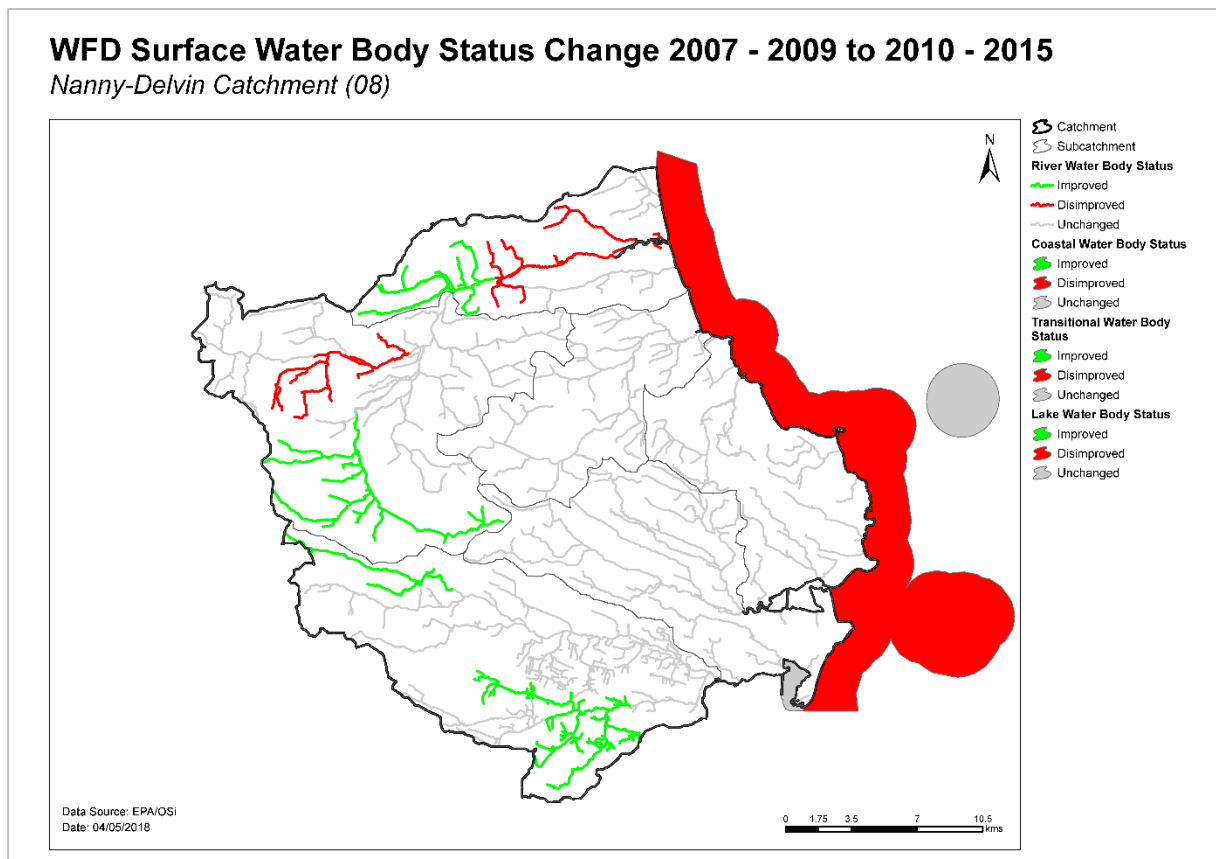 WFD Surface Water Body Status Change 2007 - 2009 to 2010 - 2015
Nanny-Delvin Catchment (08)
N
Catchment
Subcatchment
River Water Body Status
Improved
Disimproved
Unchanged
Coastal Water Body Status
Improved
Disimproved
Unchanged
Transitional Water Body
Status
Improved
Disimproved
Unchanged
Lake Water Body Status
Improved
Disimproved
Unchanged
Data Source: EPA/OSi
Date: 04/05/2018
0 1.75 3.5 7 10.5
kms